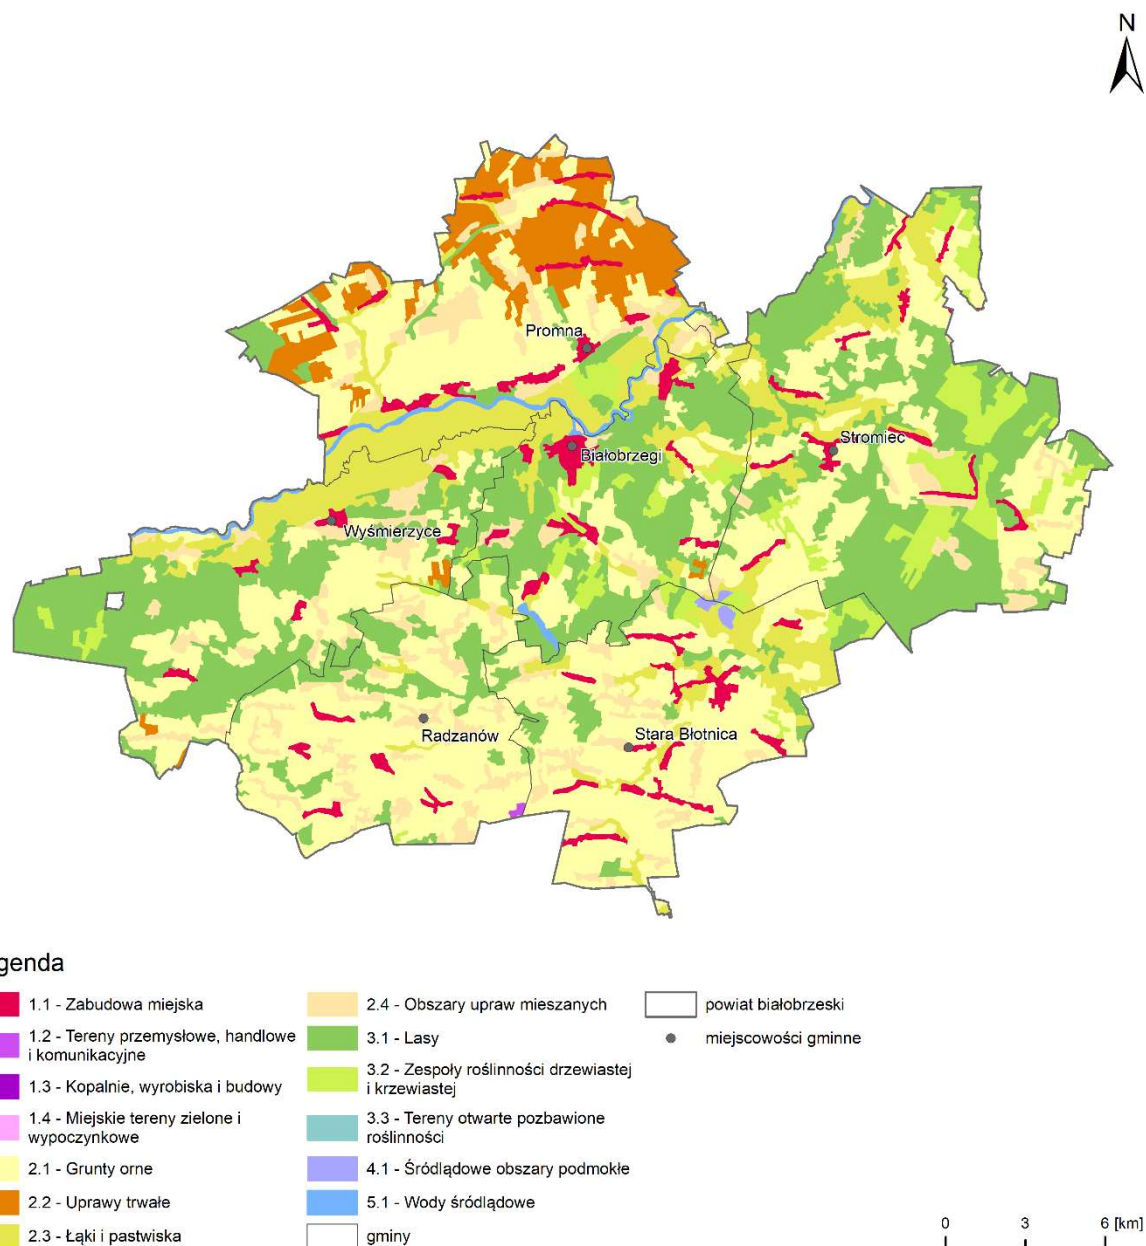 N
Promna
Stromiec
Białobrzegi
Wyśmierzyce
Radzanów
Stara Błotnica
genda
1.1 - Zabudowa miejska
1.2 - Tereny przemysłowe, handlowe
i komunikacyjne
1.3 - Kopalnie, wyrobiska i budowy
1.4 - Miejskie tereny zielone i
wypoczynkowe
2.1 - Grunty orne
2.2 - Uprawy trwałe
2.3 - Łąki i pastwiska
2.4 - Obszary upraw mieszanych
3.1 - Lasy
3.2 - Zespoły roślinności drzewiastej
i krzewiastej
3.3 - Tereny otwarte pozbawione
roślinności
4.1 - Śródlądowe obszary podmokłe
5.1 - Wody śródlądowe
gminy
powiat białobrzeski
miejscowości gminne
0 3 6 [km]